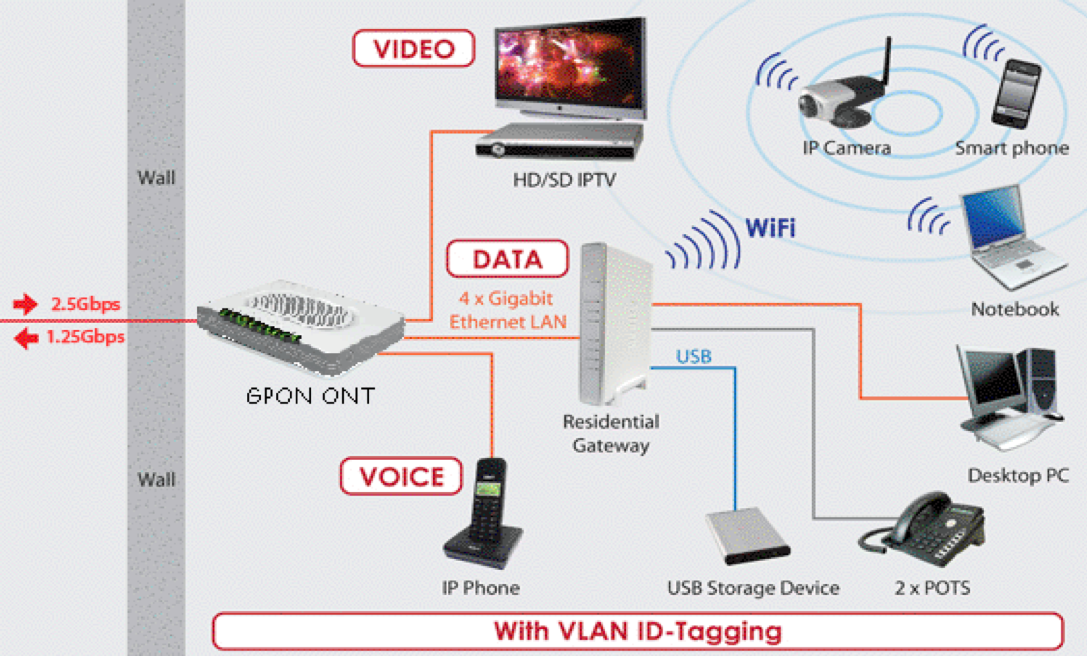 VIDEO
HD/SD IPTV
IP Camera
Smart phone
Wall
WiFi
DATA
4 x Gigabit
Ethernet LAN
Notebook
2.5Gbps
1.25Gbps
USB
GPON ONT
Residential
Gateway
Wall
VOICE
Desktop PC
IP Phone
USB Storage Device
2 x POTS
With VLAN ID-Tagging